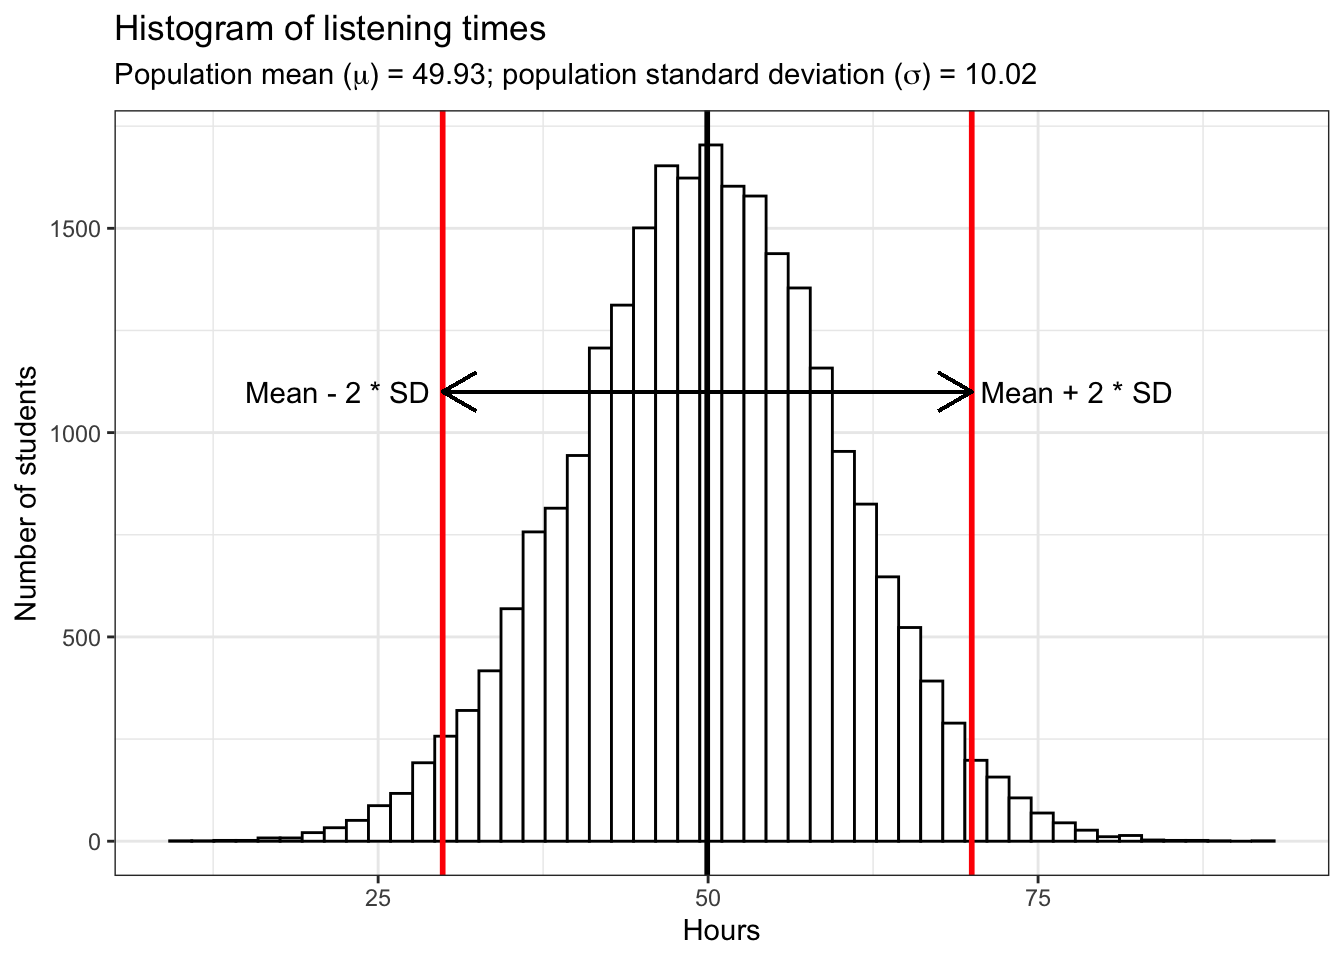 Histogram of listening times
Population mean (μ) = 49.93; population standard deviation (σ) = 10.02
Number of students
1500
1000
500
0
Mean - 2 * SD
Mean + 2 * SD
25
50
75
Hours